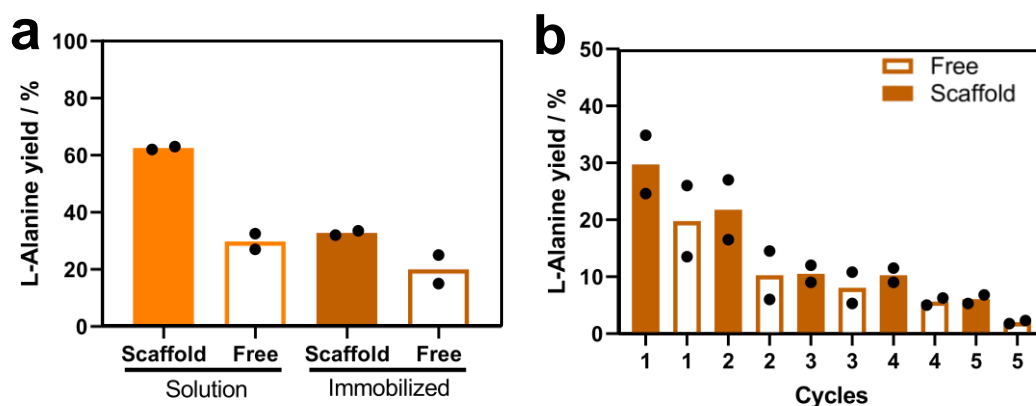 a
L-Alanine yield / %
100
80
60
40
20
0
Scaffold Free Scaffold Free
Solution Immobilized
b
L-Alanine yield / %
50
40
30
20
10
0
Free
Scaffold
1 1 2 2 3 3 4 4 5 5
Cycles